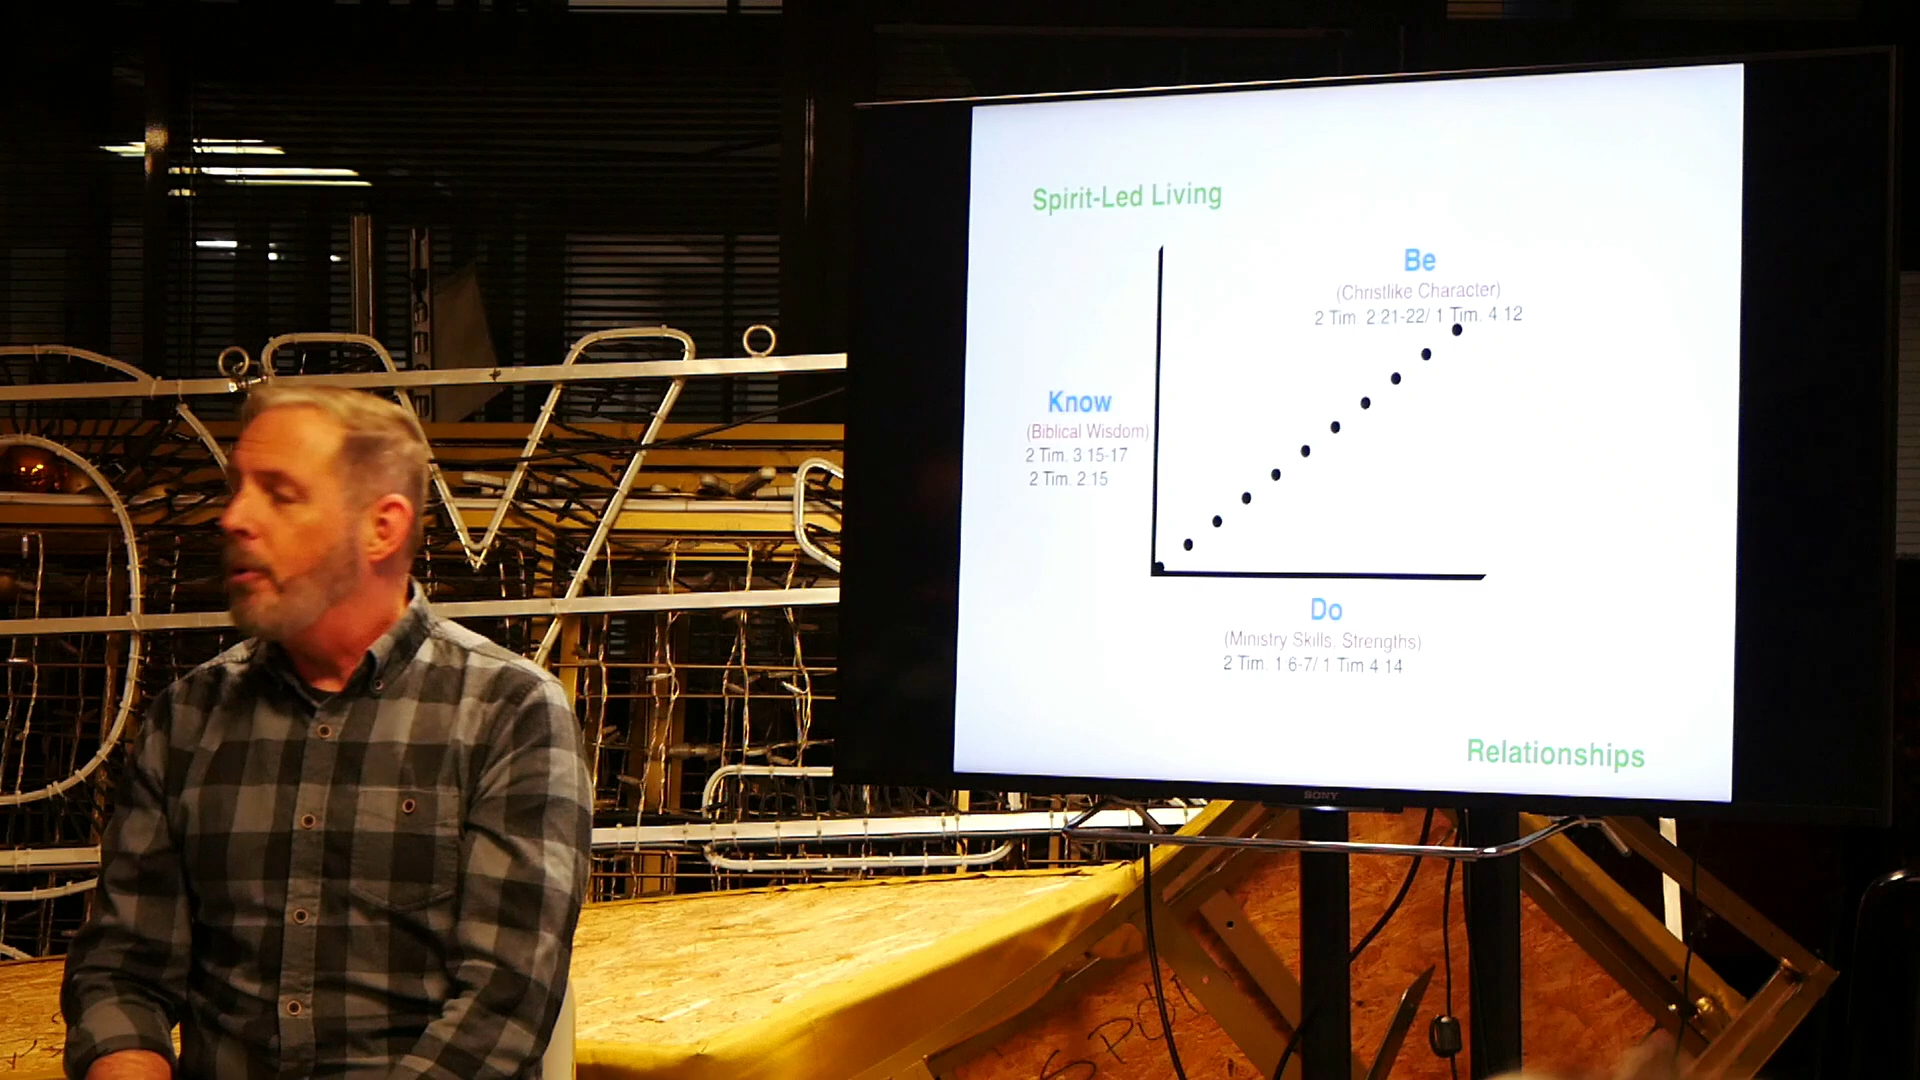 Spirit-Led Living
Be
(Christlike Character)
2 Tim. 2:21-22/ 1 Tim. 4:12
Know
(Biblical Wisdom)
2 Tim. 3:15-17
2 Tim. 2:15
Do
(Ministry Skills, Strengths)
2 Tim. 1:6-7/ 1 Tim 4:14
Relationships
SONY